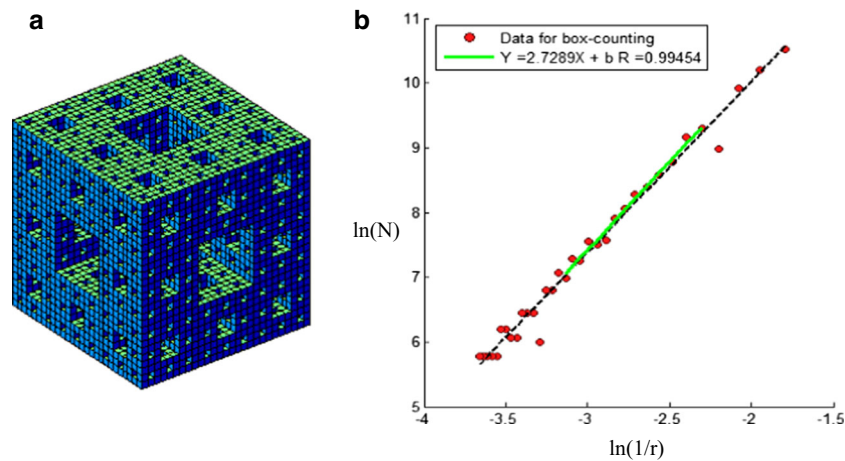 a
b
11
10
9
8
7
6
5
ln(N)
Data for box-counting
Y =2.7289X + b R =0.99454
-4
-3.5
-3
-2.5
-2
-1.5
ln(1/r)